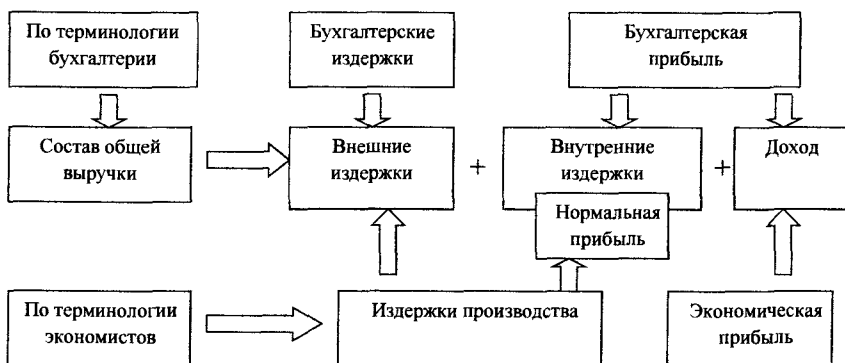 По терминологии
бухгалтерии
Бухгалтерские
издержки
Бухгалтерская
прибыль
Состав общей
выручки
Внешние
издержки
+
Внутренние
издержки
+
Доход
Нормальная
прибыль
По терминологии
экономистов
Издержки производства
Экономическая
прибыль